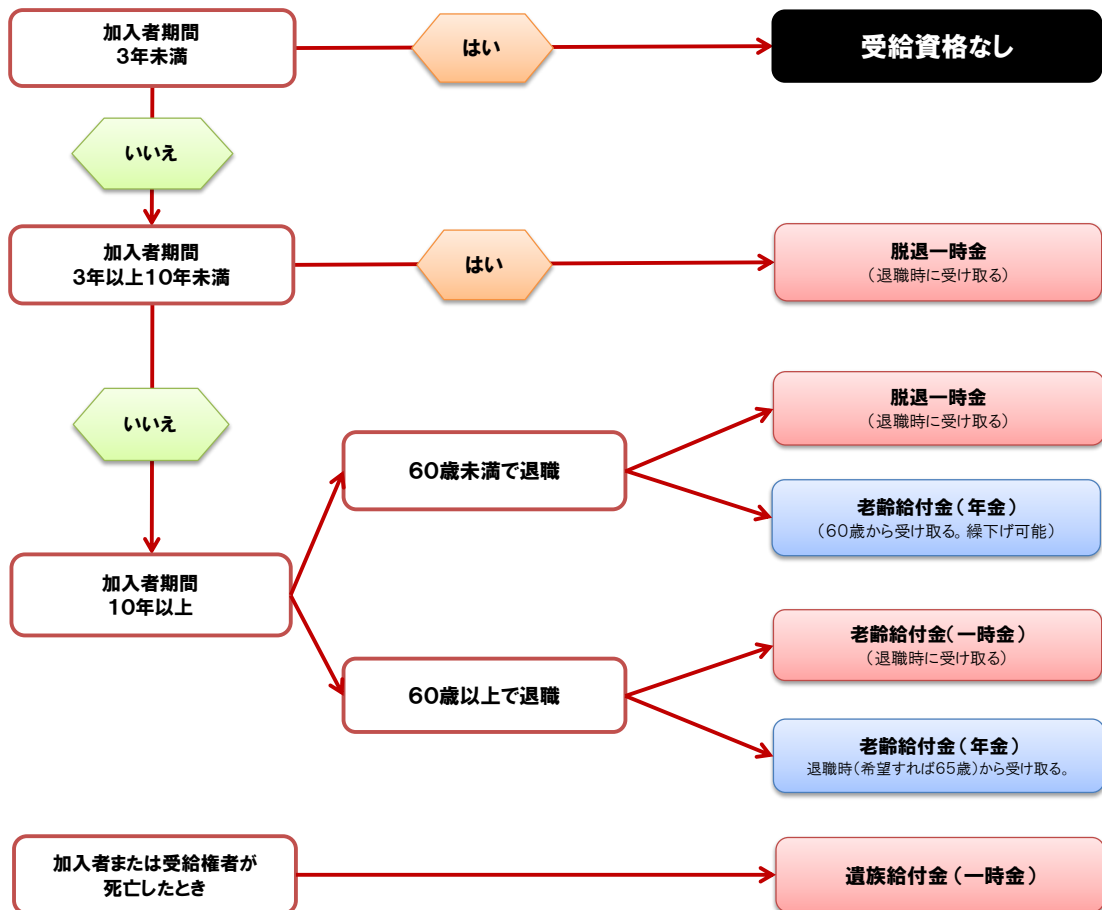 加入者期間
3年未満
はい
受給資格なし
いいえ
加入者期間
3年以上10年未満
はい
脱退一時金
（退職時に受け取る）
いいえ
60歳未満で退職
脱退一時金
（退職時に受け取る）
老齢給付金（年金）
（60歳から受け取る。繰下げ可能）
加入者期間
10年以上
60歳以上で退職
老齢給付金（一時金）
（退職時に受け取る）
老齢給付金（年金）
退職時（希望すれば65歳）から受け取る。
加入者または受給権者が
死亡したとき
遺族給付金（一時金）